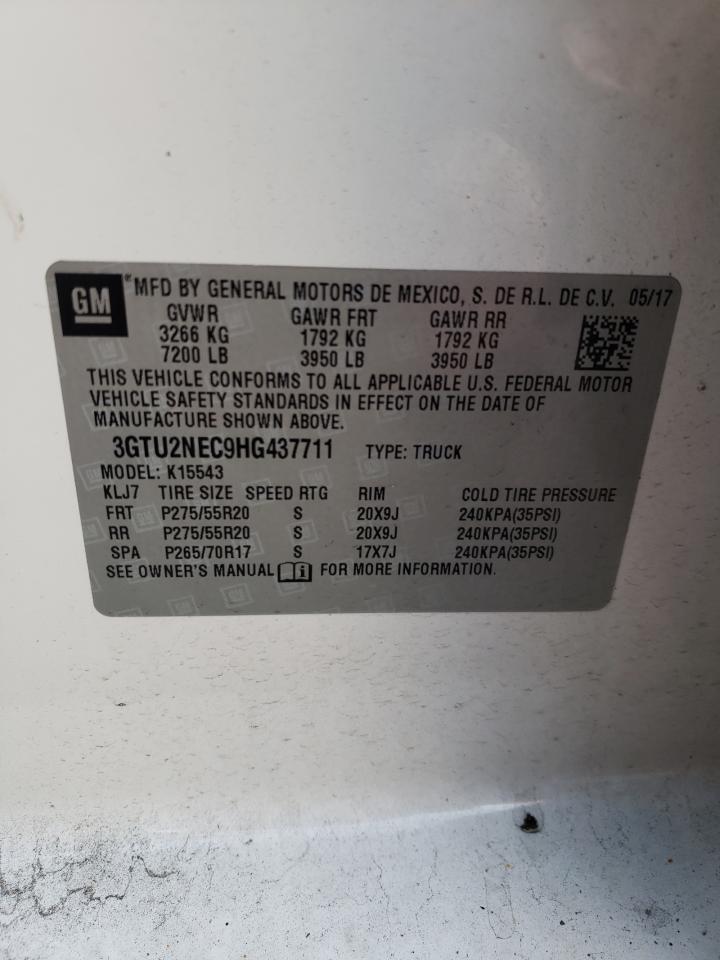 GM ® MFD BY GENERAL MOTORS DE MEXICO, S. DE R.L. DE C.V. 05/17
GVWR GAWR FRT GAWR RR
3266 KG 1792 KG 1792 KG
7200 LB 3950 LB 3950 LB
THIS VEHICLE CONFORMS TO ALL APPLICABLE U.S. FEDERAL MOTOR
VEHICLE SAFETY STANDARDS IN EFFECT ON THE DATE OF
MANUFACTURE SHOWN ABOVE.
3GTU2NEC9HG437711 TYPE: TRUCK
MODEL: K15543
KLJ7 TIRE SIZE SPEED RTG RIM COLD TIRE PRESSURE
FRT P275/55R20 S 20X9J 240KPA(35PSI)
RR P275/55R20 S 20X9J 240KPA(35PSI)
SPA P265/70R17 S 17X7J 240KPA(35PSI)
SEE OWNER'S MANUAL FOR MORE INFORMATION.